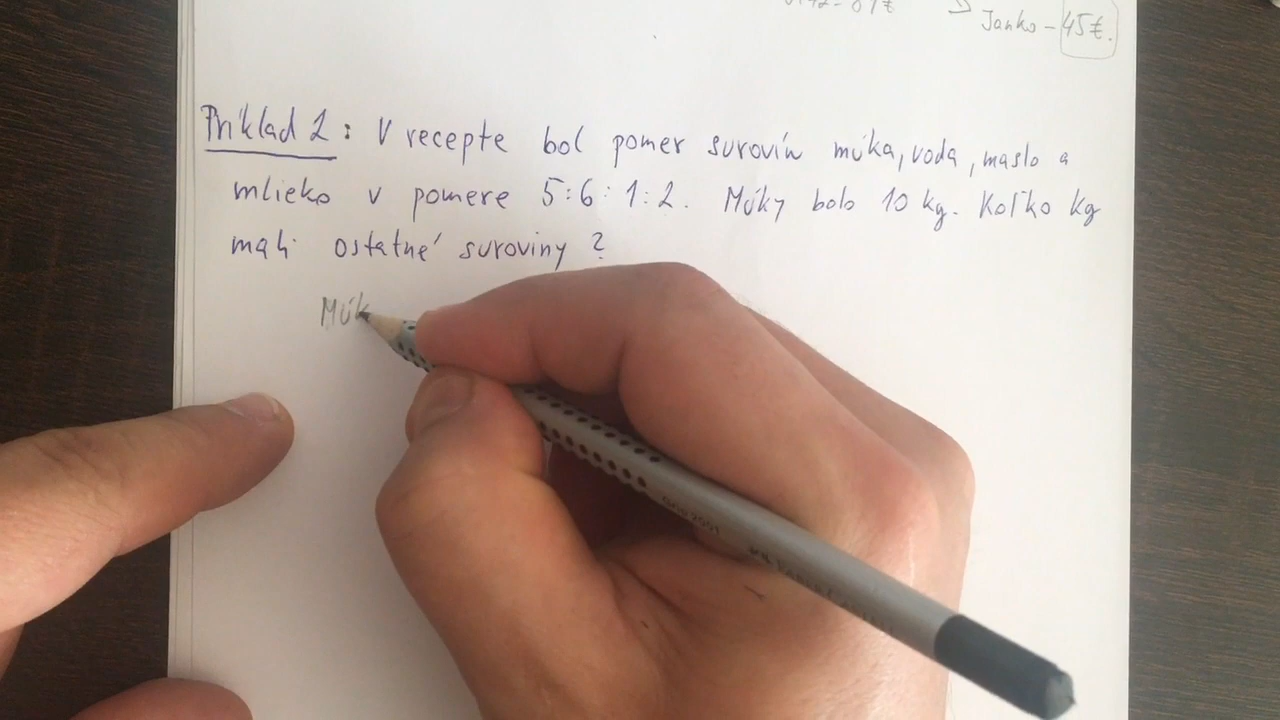 Janko - 45€.
Príklad 2: V recepte bol pomer surovín múka, voda, maslo a
mlieko v pomere 5:6:1:2. Múky bolo 10 kg. Koľko kg
mali ostatné suroviny?
Múk